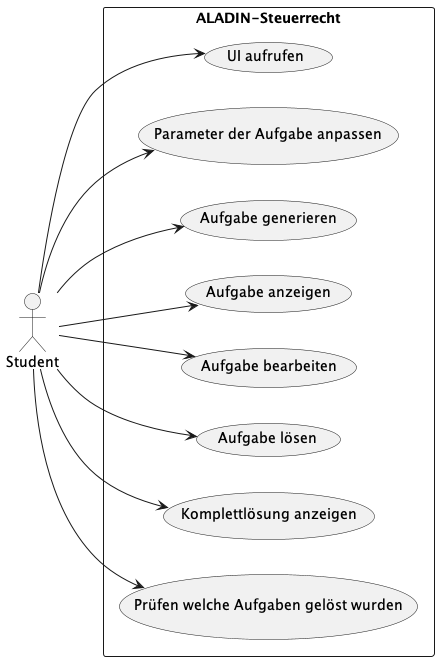 ALADIN-Steuerrecht
UI aufrufen
Parameter der Aufgabe anpassen
Aufgabe generieren
Aufgabe anzeigen
Student
Aufgabe bearbeiten
Aufgabe lösen
Komplettlösung anzeigen
Prüfen welche Aufgaben gelöst wurden